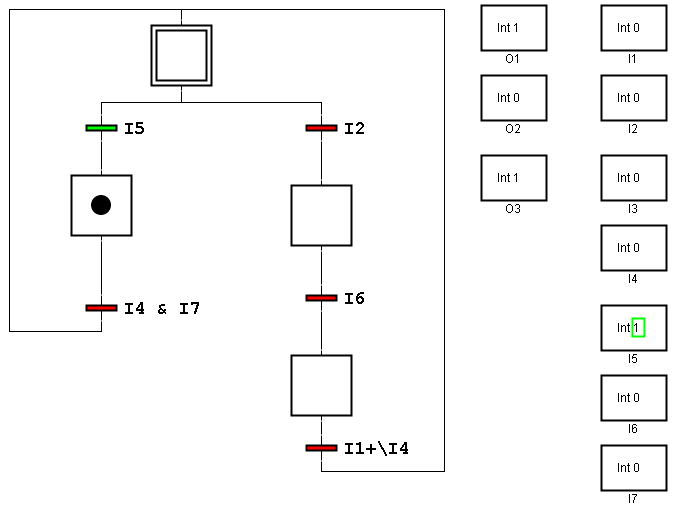 Int 1
O1
Int 0
I1
Int 0
O2
Int 0
I2
I5
I2
Int 1
O3
Int 0
I3
Int 0
I4
I4 & I7
I6
Int 1
I5
Int 0
I6
I1+\I4
Int 0
I7